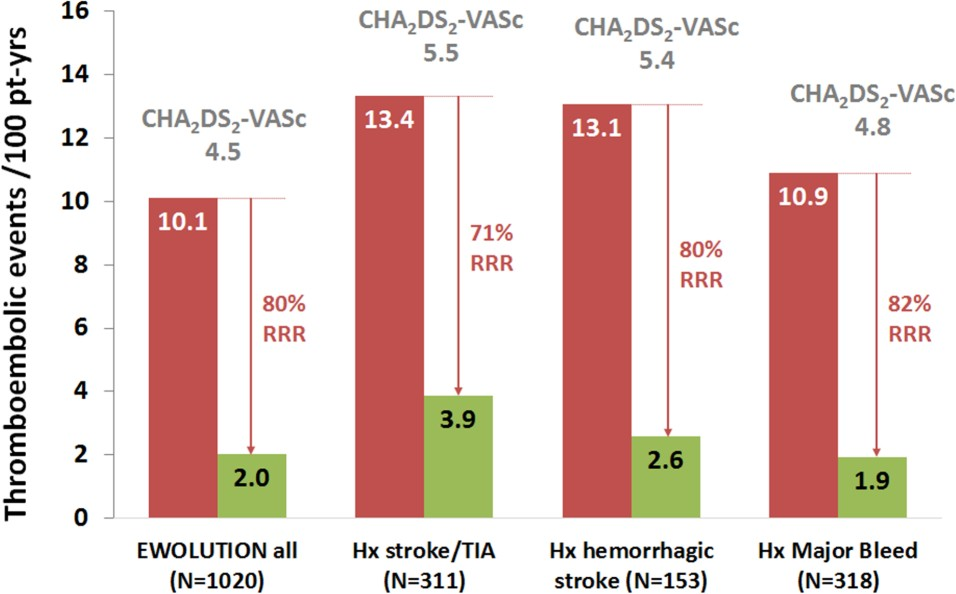 Thromboembolic events /100 pt-yrs
16
14
12
10
8
6
4
2
0
CHA₂DS₂-VASc
4.5
10.1
80%
RRR
2.0
CHA₂DS₂-VASc
5.5
13.4
71%
RRR
3.9
CHA₂DS₂-VASc
5.4
13.1
80%
RRR
2.6
CHA₂DS₂-VASc
4.8
10.9
82%
RRR
1.9
EWOLUTION all
(N=1020)
Hx stroke/TIA
(N=311)
Hx hemorrhagic
stroke (N=153)
Hx Major Bleed
(N=318)